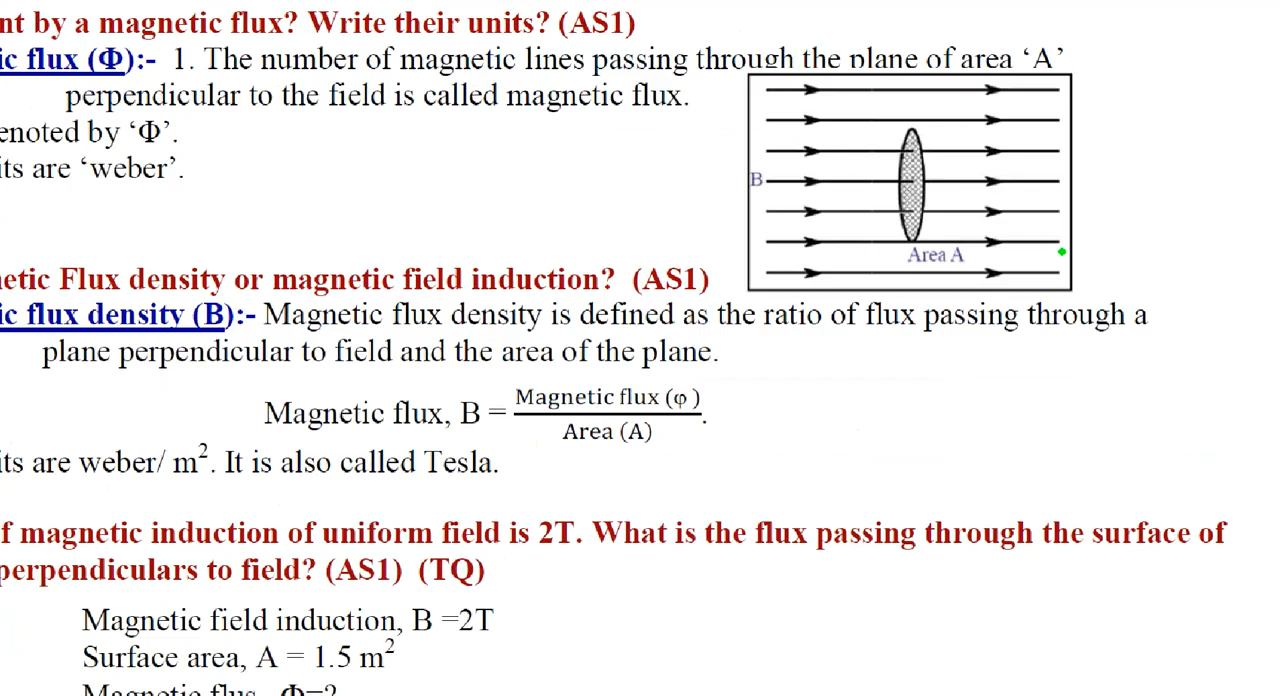 nt by a magnetic flux? Write their units? (AS1)
ic flux (Φ):- 1. The number of magnetic lines passing through the plane of area ‘A’
perpendicular to the field is called magnetic flux.
enoted by ‘Φ’.
its are ‘weber’.
B
Area A
etic Flux density or magnetic field induction? (AS1)
ic flux density (B):- Magnetic flux density is defined as the ratio of flux passing through a
plane perpendicular to field and the area of the plane.
Magnetic flux, B = Magnetic flux (φ) / Area (A).
its are weber/ m². It is also called Tesla.
f magnetic induction of uniform field is 2T. What is the flux passing through the surface of
perpendiculars to field? (AS1) (TQ)
Magnetic field induction, B =2T
Surface area, A = 1.5 m²
Magnetic flus, Φ=?